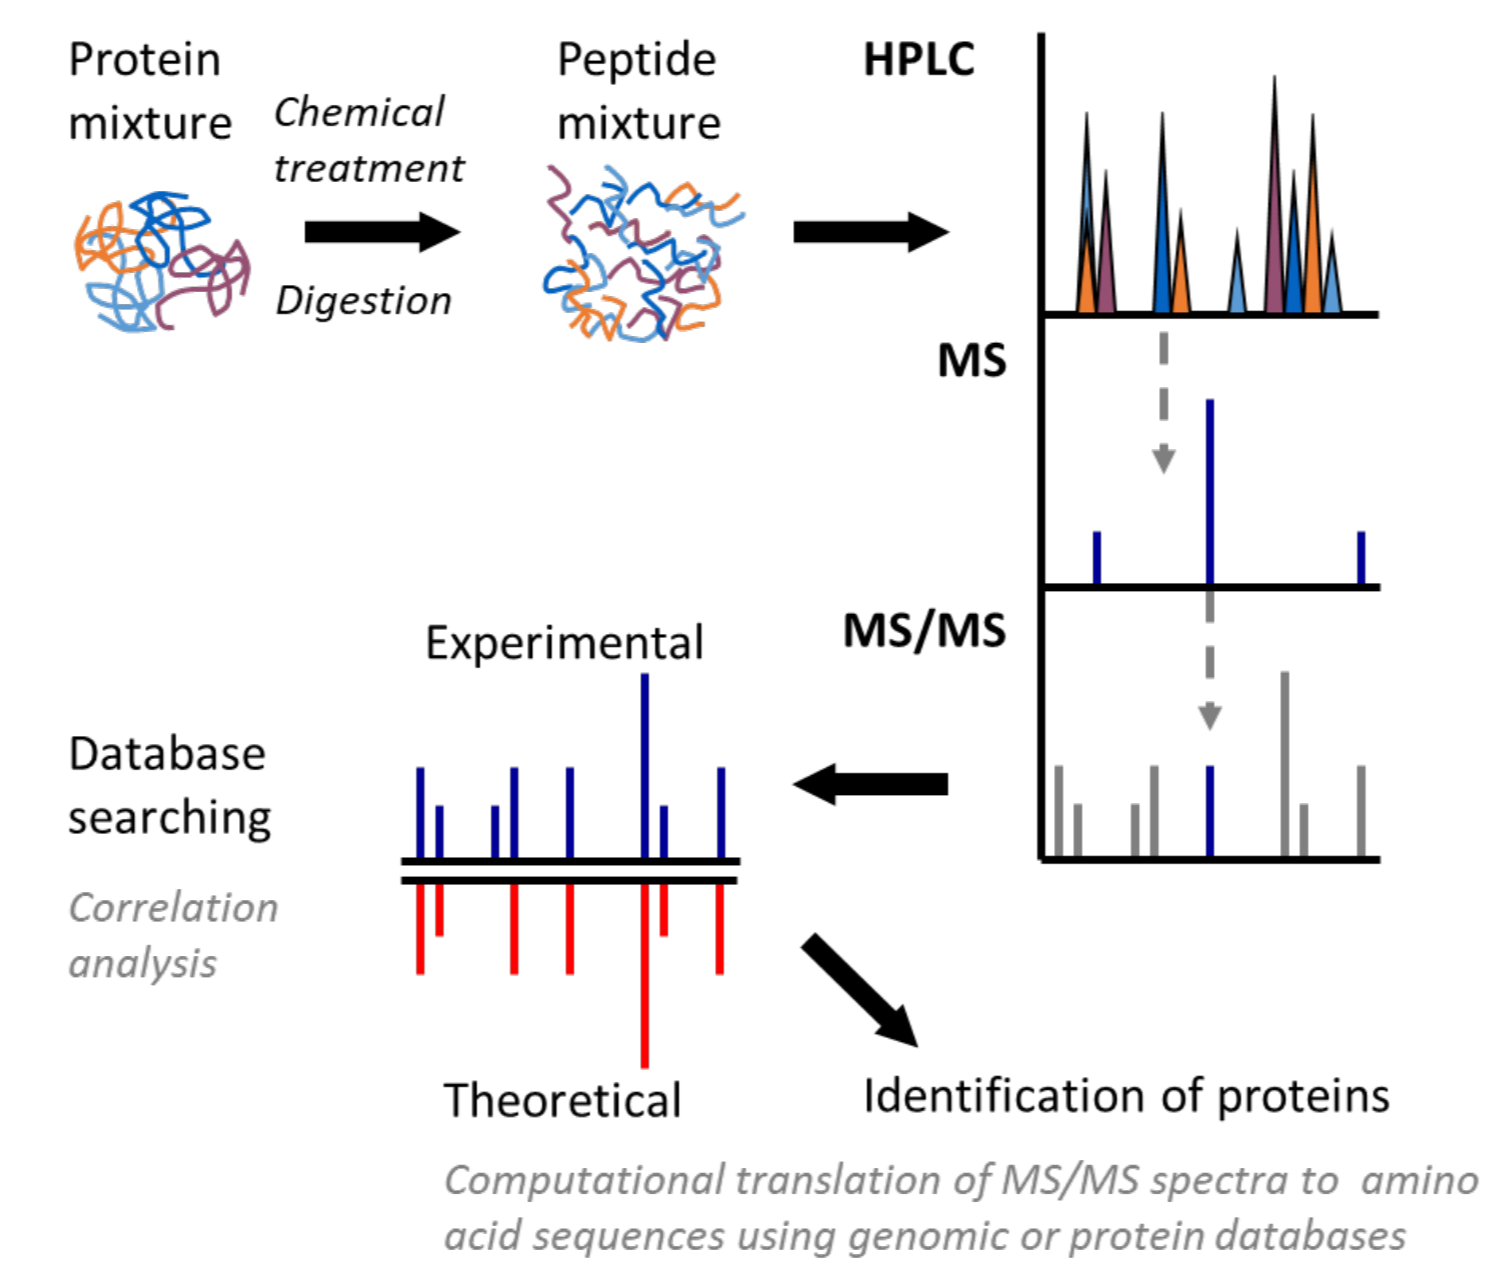 Protein
mixture
Chemical
treatment
Digestion
Peptide
mixture
HPLC
MS
MS/MS
Experimental
Database
searching
Correlation
analysis
Theoretical
Identification of proteins
Computational translation of MS/MS spectra to amino
acid sequences using genomic or protein databases